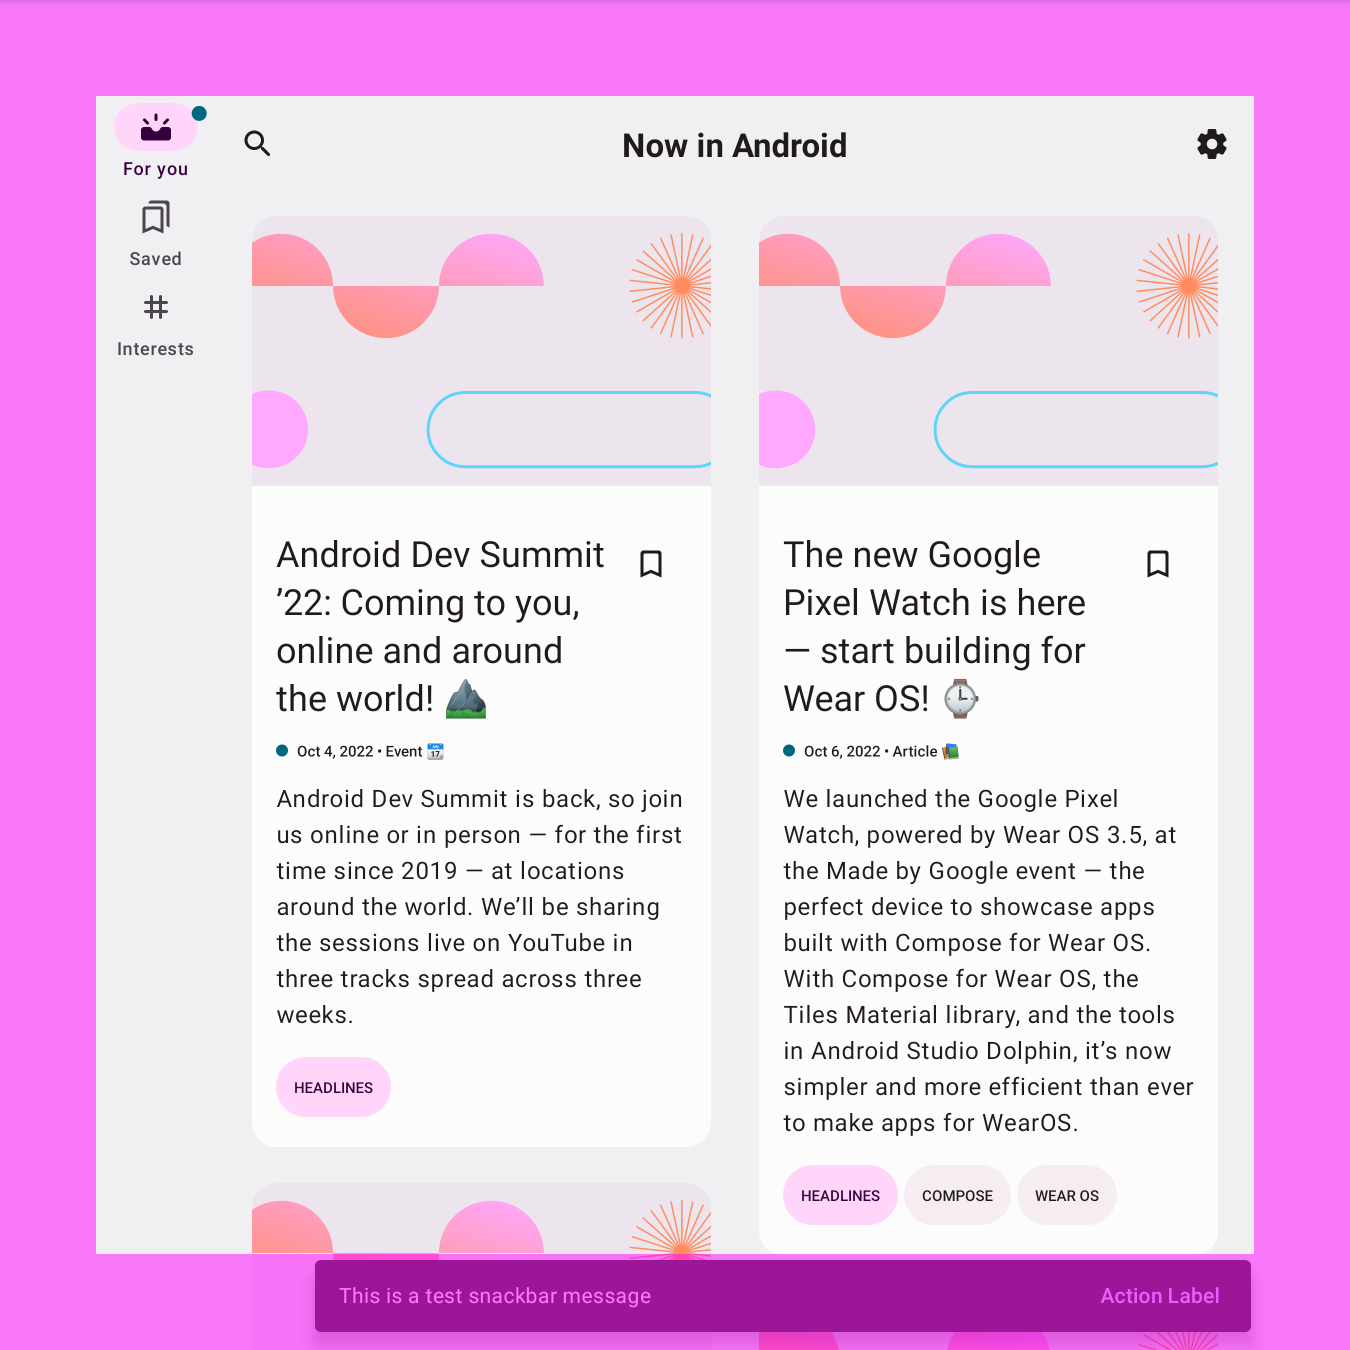 For you
Saved
Interests
Now in Android
Android Dev Summit
’22: Coming to you,
online and around
the world! ⛰️
Oct 4, 2022 • Event 📆
Android Dev Summit is back, so join
us online or in person — for the first
time since 2019 — at locations
around the world. We’ll be sharing
the sessions live on YouTube in
three tracks spread across three
weeks.
HEADLINES
The new Google
Pixel Watch is here
— start building for
Wear OS! ⌚
Oct 6, 2022 • Article 📚
We launched the Google Pixel
Watch, powered by Wear OS 3.5, at
the Made by Google event — the
perfect device to showcase apps
built with Compose for Wear OS.
With Compose for Wear OS, the
Tiles Material library, and the tools
in Android Studio Dolphin, it’s now
simpler and more efficient than ever
to make apps for WearOS.
HEADLINES COMPOSE WEAR OS
This is a test snackbar message Action Label